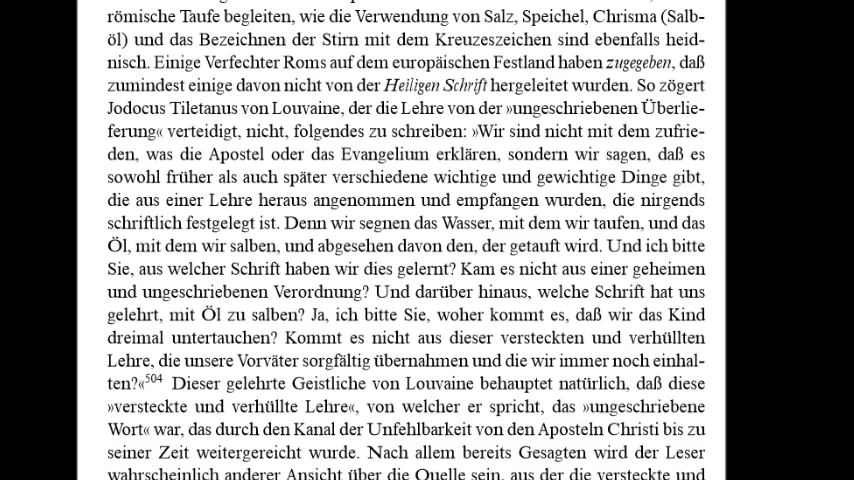 römische Taufe begleiten, wie die Verwendung von Salz, Speichel, Chrisma (Salb-
öl) und das Bezeichnen der Stirn mit dem Kreuzeszeichen sind ebenfalls heid-
nisch. Einige Verfechter Roms auf dem europäischen Festland haben zugegeben, daß
zumindest einige davon nicht von der Heiligen Schrift hergeleitet wurden. So zögert
Jodocus Tiletanus von Louvaine, der die Lehre von der »ungeschriebenen Überlie-
ferung« verteidigt, nicht, folgendes zu schreiben: »Wir sind nicht mit dem zufrie-
den, was die Apostel oder das Evangelium erklären, sondern wir sagen, daß es
sowohl früher als auch später verschiedene wichtige und gewichtige Dinge gibt,
die aus einer Lehre heraus angenommen und empfangen wurden, die nirgends
schriftlich festgelegt ist. Denn wir segnen das Wasser, mit dem wir taufen, und das
Öl, mit dem wir salben, und abgesehen davon den, der getauft wird. Und ich bitte
Sie, aus welcher Schrift haben wir dies gelernt? Kam es nicht aus einer geheimen
und ungeschriebenen Verordnung? Und darüber hinaus, welche Schrift hat uns
gelehrt, mit Öl zu salben? Ja, ich bitte Sie, woher kommt es, daß wir das Kind
dreimal untertauchen? Kommt es nicht aus dieser versteckten und verhüllten
Lehre, die unsere Vorväter sorgfältig übernahmen und die wir immer noch einhal-
ten?«504 Dieser gelehrte Geistliche von Louvaine behauptet natürlich, daß diese
»versteckte und verhüllte Lehre«, von welcher er spricht, das »ungeschriebene
Wort« war, das durch den Kanal der Unfehlbarkeit von den Aposteln Christi bis zu
seiner Zeit weitergereicht wurde. Nach allem bereits Gesagten wird der Leser
wahrscheinlich anderer Ansicht über die Quelle sein, aus der die versteckte und